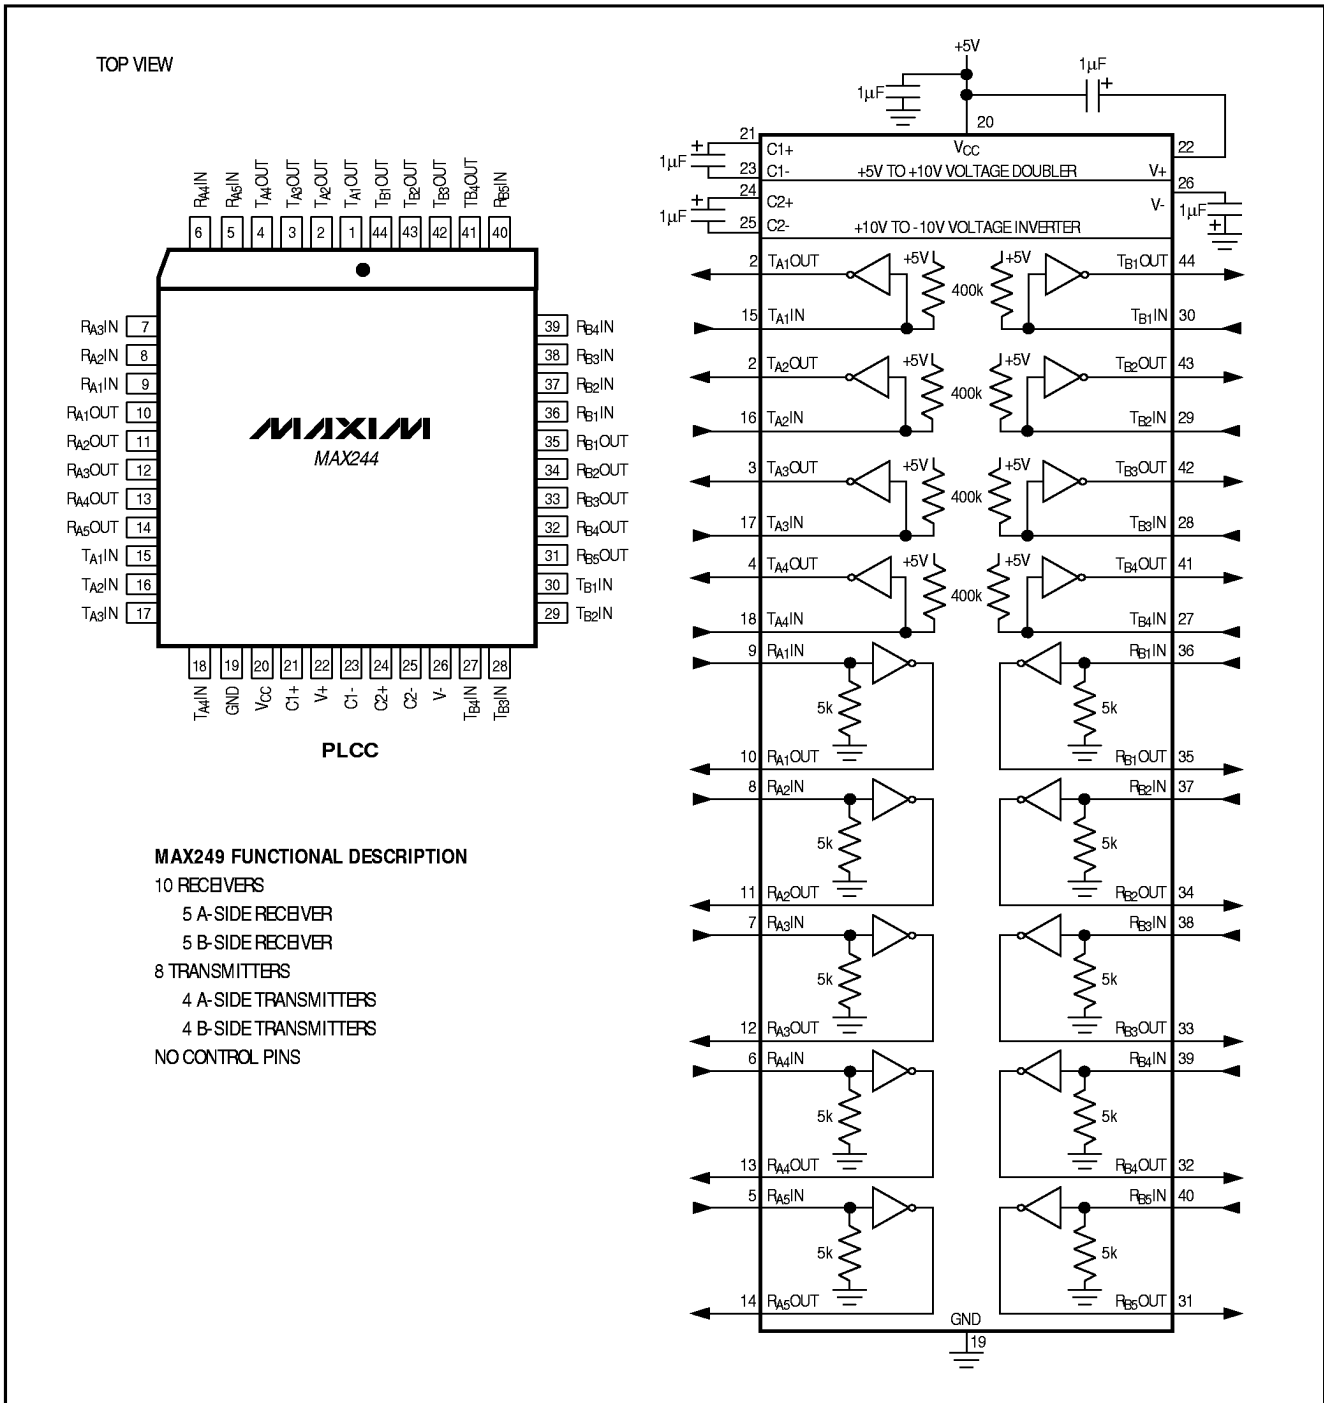 TOP VIEW
RA4IN
RA5IN
TA4OUT
TA3OUT
TA2OUT
TA1OUT
TB1OUT
TB2OUT
TB3OUT
TB4OUT
RB5IN
6 5 4 3 2 1 44 43 42 41 40
RA3IN 7
RA2IN 8
RA1IN 9
RA1OUT 10
RA2OUT 11
RA3OUT 12
RA4OUT 13
RA5OUT 14
TA1IN 15
TA2IN 16
TA3IN 17
MAXIM
MAX244
39 RB4IN
38 RB3IN
37 RB2IN
36 RB1IN
35 RB1OUT
34 RB2OUT
33 RB3OUT
32 RB4OUT
31 RB5OUT
30 TB1IN
29 TB2IN
18 19 20 21 22 23 24 25 26 27 28
TA4IN
GND
VCC
C1+
V+
C1-
C2+
C2-
V-
TB4IN
TB3IN
PLCC
MAX249 FUNCTIONAL DESCRIPTION
10 RECEIVERS
5 A-SIDE RECEIVER
5 B-SIDE RECEIVER
8 TRANSMITTERS
4 A-SIDE TRANSMITTERS
4 B-SIDE TRANSMITTERS
NO CONTROL PINS
+5V
1µF
1µF +
20
21 C1+ VCC 22
+
1µF
23 C1- +5V TO +10V VOLTAGE DOUBLER V+
24 C2+ 26
V-
+
1µF
1µF
+
25 C2- +10V TO -10V VOLTAGE INVERTER
2 TA1OUT +5V +5V TB1OUT 44
400k
15 TA1IN TB1IN 30
2 TA2OUT +5V +5V TB2OUT 43
400k
16 TA2IN TB2IN 29
3 TA3OUT +5V +5V TB3OUT 42
400k
17 TA3IN TB3IN 28
4 TA4OUT +5V +5V TB4OUT 41
400k
18 TA4IN TB4IN 27
9 RA1IN RB1IN 36
5k 5k
10 RA1OUT RB1OUT 35
8 RA2IN RB2IN 37
5k 5k
11 RA2OUT RB2OUT 34
7 RA3IN RB3IN 38
5k 5k
12 RA3OUT RB3OUT 33
6 RA4IN RB4IN 39
5k 5k
13 RA4OUT RB4OUT 32
5 RA5IN RB5IN 40
5k 5k
14 RA5OUT RB5OUT 31
GND
19